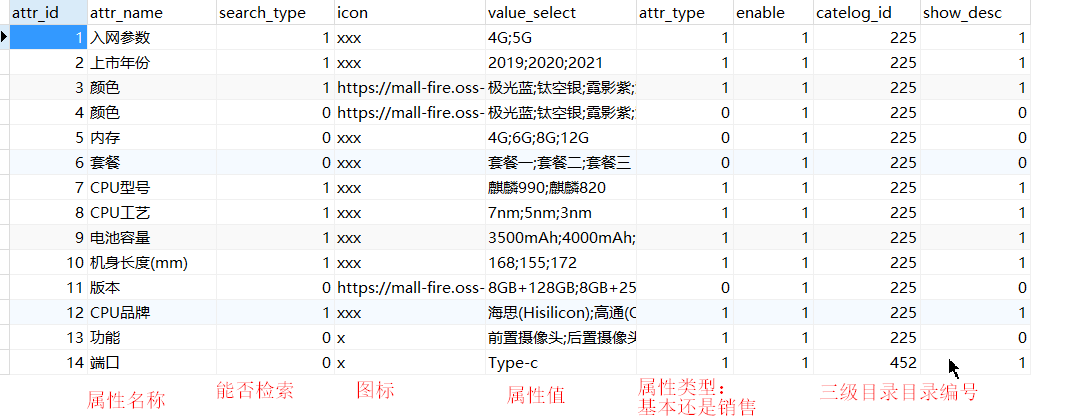 attr_id attr_name search_type icon value_select attr_type enable catelog_id show_desc
1 入网参数 1 xxx 4G;5G 1 1 225 1
2 上市年份 1 xxx 2019;2020;2021 1 1 225 1
3 颜色 1 https://mall-fire.oss- 极光蓝;钛空银;霓影紫; 1 1 225 1
4 颜色 0 https://mall-fire.oss- 极光蓝;钛空银;霓影紫; 0 1 225 0
5 内存 0 xxx 4G;6G;8G;12G 0 1 225 0
6 套餐 0 xxx 套餐一;套餐二;套餐三 0 1 225 0
7 CPU型号 1 xxx 麒麟990;麒麟820 1 1 225 1
8 CPU工艺 1 xxx 7nm;5nm;3nm 1 1 225 1
9 电池容量 1 xxx 3500mAh;4000mAh; 1 1 225 1
10 机身长度(mm) 1 xxx 168;155;172 1 1 225 1
11 版本 0 https://mall-fire.oss- 8GB+128GB;8GB+25 0 1 225 0
12 CPU品牌 1 xxx 海思(Hisilicon);高通(C 1 1 225 1
13 功能 0 x 前置摄像头;后置摄像头 1 1 225 0
14 端口 0 x Type-c 1 1 452 1
属性名称 能否检索 图标 属性值 属性类型： 三级目录目录编号
基本还是销售